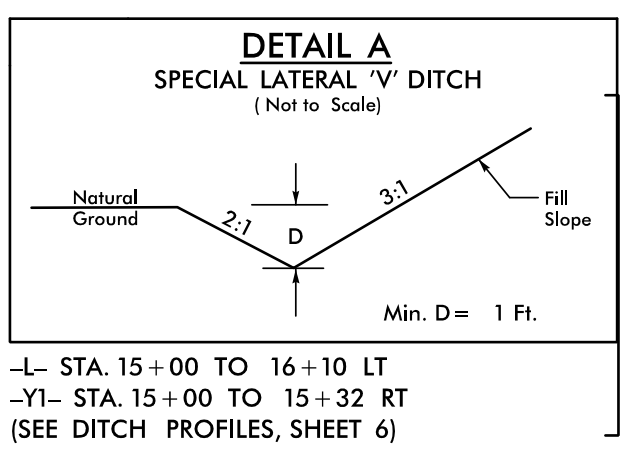 DETAIL A
SPECIAL LATERAL 'V' DITCH
( Not to Scale)
Natural
Ground
2:1
D
3:1
Fill
Slope
Min. D = 1 Ft.
–L– STA. 15+00 TO 16+10 LT
–Y1– STA. 15+00 TO 15+32 RT
(SEE DITCH PROFILES, SHEET 6)